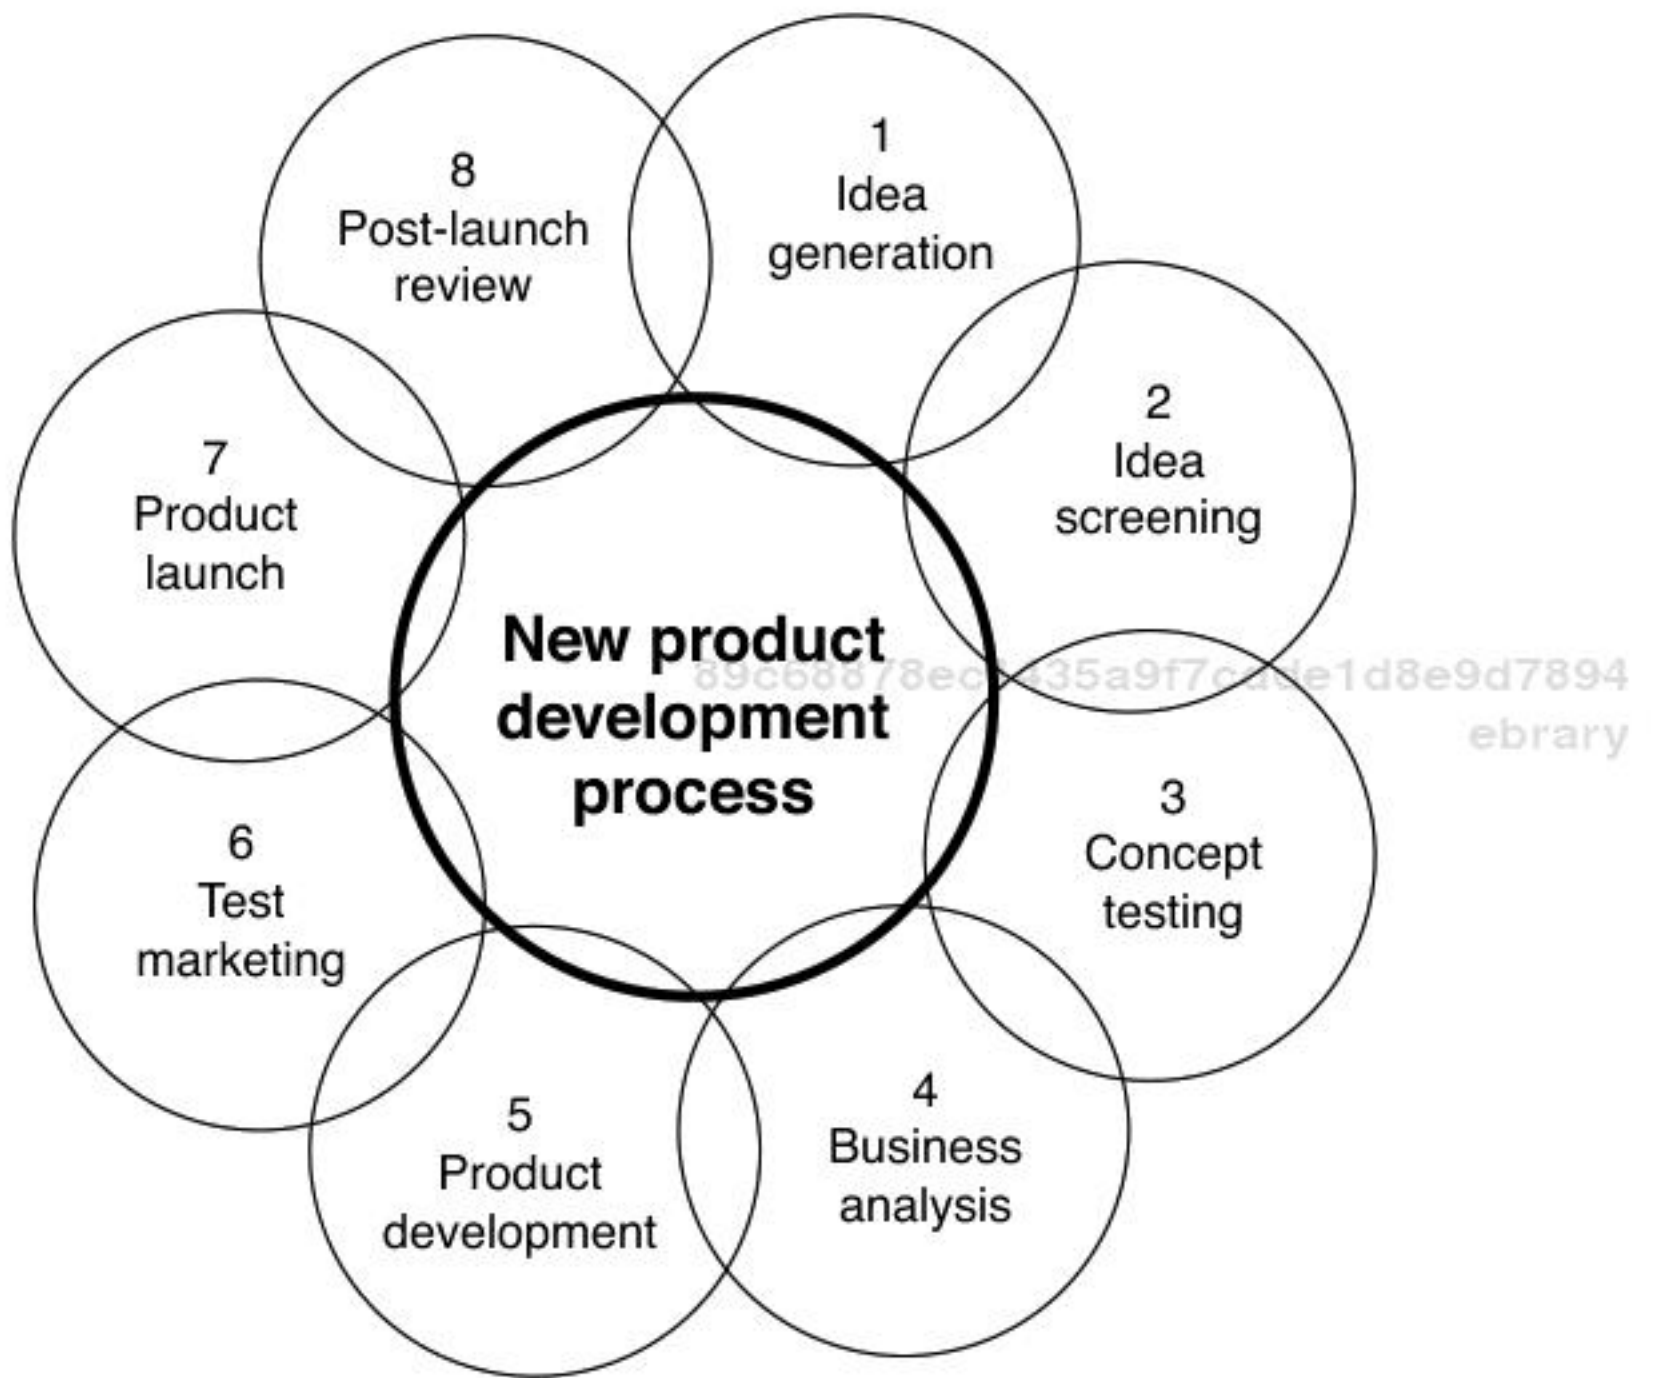 1
Idea
generation
2
Idea
screening
3
Concept
testing
4
Business
analysis
5
Product
development
6
Test
marketing
7
Product
launch
8
Post-launch
review
New product
development
process
ebrary